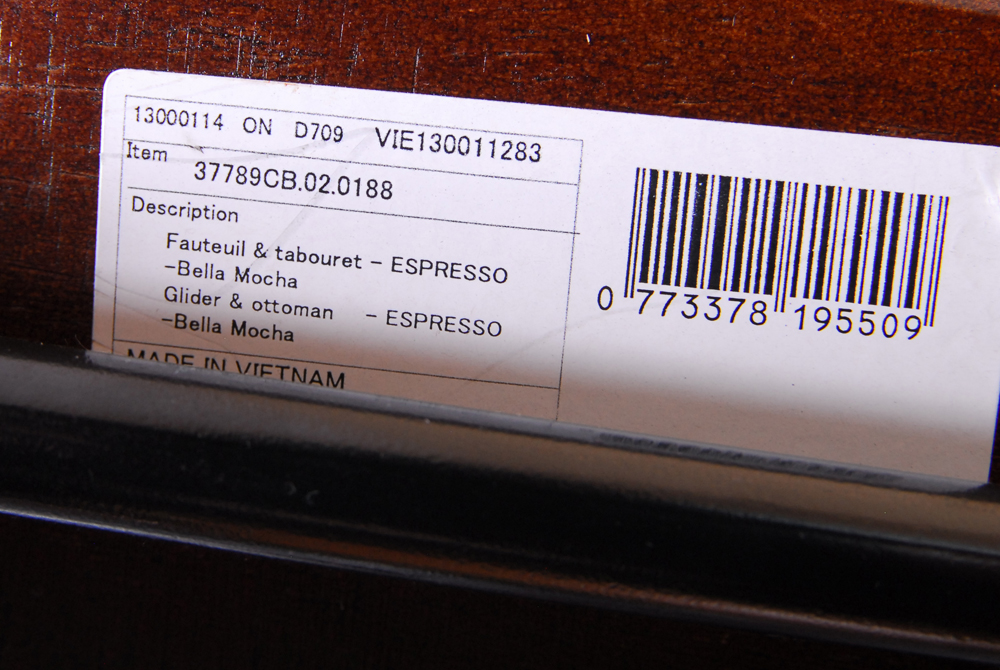 13000114 ON D709 VIE130011283
Item
37789CB.02.0188
Description
Fauteuil & tabouret - ESPRESSO
-Bella Mocha
Glider & ottoman - ESPRESSO
-Bella Mocha
MADE IN VIETNAM
0 773378 195509